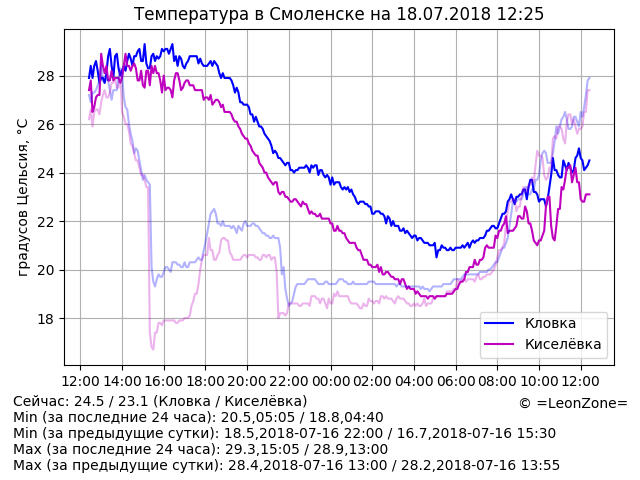 Температура в Смоленске на 18.07.2018 12:25
градусов Цельсия, °C
28
26
24
22
20
18
12:00 14:00 16:00 18:00 20:00 22:00 00:00 02:00 04:00 06:00 08:00 10:00 12:00
Кловка
Киселёвка
Сейчас: 24.5 / 23.1 (Кловка / Киселёвка)
© =LeonZone=
Min (за последние 24 часа): 20.5,05:05 / 18.8,04:40
Min (за предыдущие сутки): 18.5,2018-07-16 22:00 / 16.7,2018-07-16 15:30
Max (за последние 24 часа): 29.3,15:05 / 28.9,13:00
Max (за предыдущие сутки): 28.4,2018-07-16 13:00 / 28.2,2018-07-16 13:55